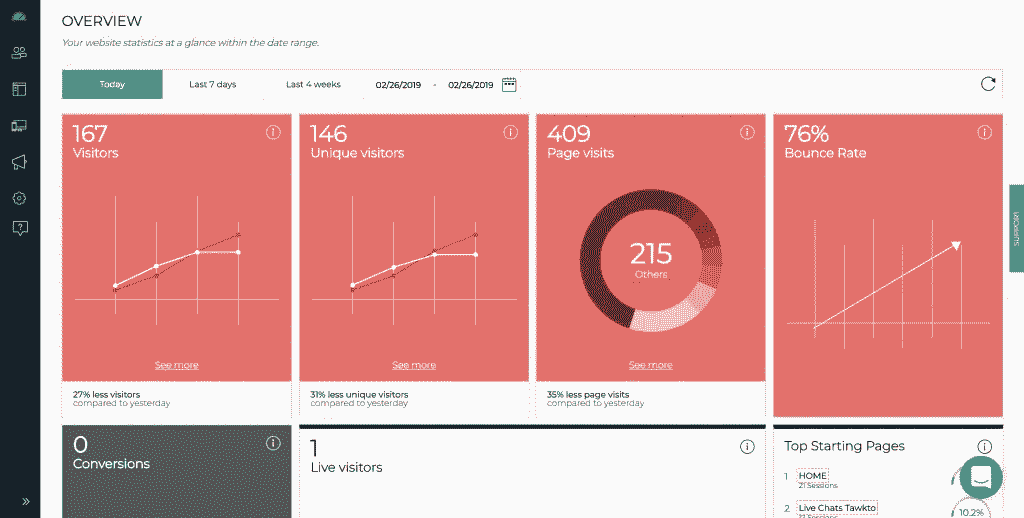 OVERVIEW
Your website statistics at a glance within the date range.
Today
Last 7 days
Last 4 weeks
02/26/2019 - 02/26/2019
167
Visitors
See more
27% less visitors
compared to yesterday
146
Unique visitors
See more
31% less unique visitors
compared to yesterday
409
Page visits
215
Others
See more
35% less page visits
compared to yesterday
76%
Bounce Rate
0
Conversions
1
Live visitors
Top Starting Pages
1 HOME
21 Sessions
2 Live Chats Tawkto
Sessions
10.2%